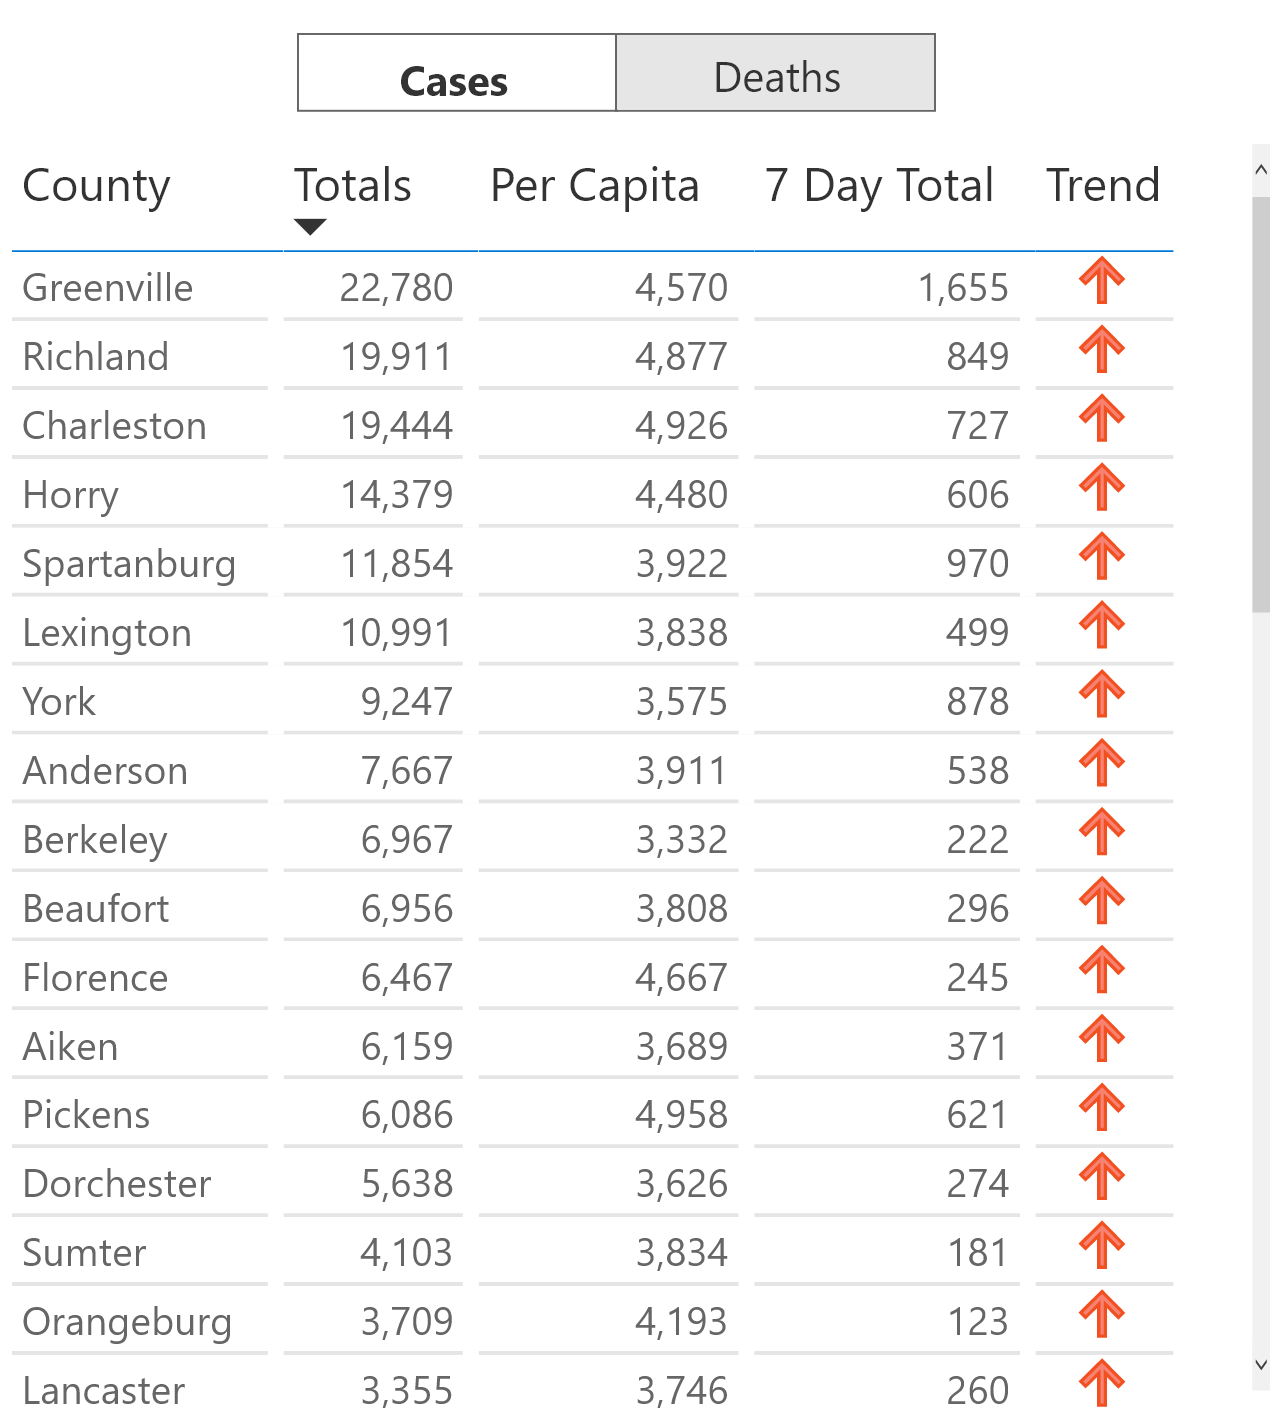 Cases Deaths
County Totals Per Capita 7 Day Total Trend
Greenville 22,780 4,570 1,655
Richland 19,911 4,877 849
Charleston 19,444 4,926 727
Horry 14,379 4,480 606
Spartanburg 11,854 3,922 970
Lexington 10,991 3,838 499
York 9,247 3,575 878
Anderson 7,667 3,911 538
Berkeley 6,967 3,332 222
Beaufort 6,956 3,808 296
Florence 6,467 4,667 245
Aiken 6,159 3,689 371
Pickens 6,086 4,958 621
Dorchester 5,638 3,626 274
Sumter 4,103 3,834 181
Orangeburg 3,709 4,193 123
Lancaster 3,355 3,746 260